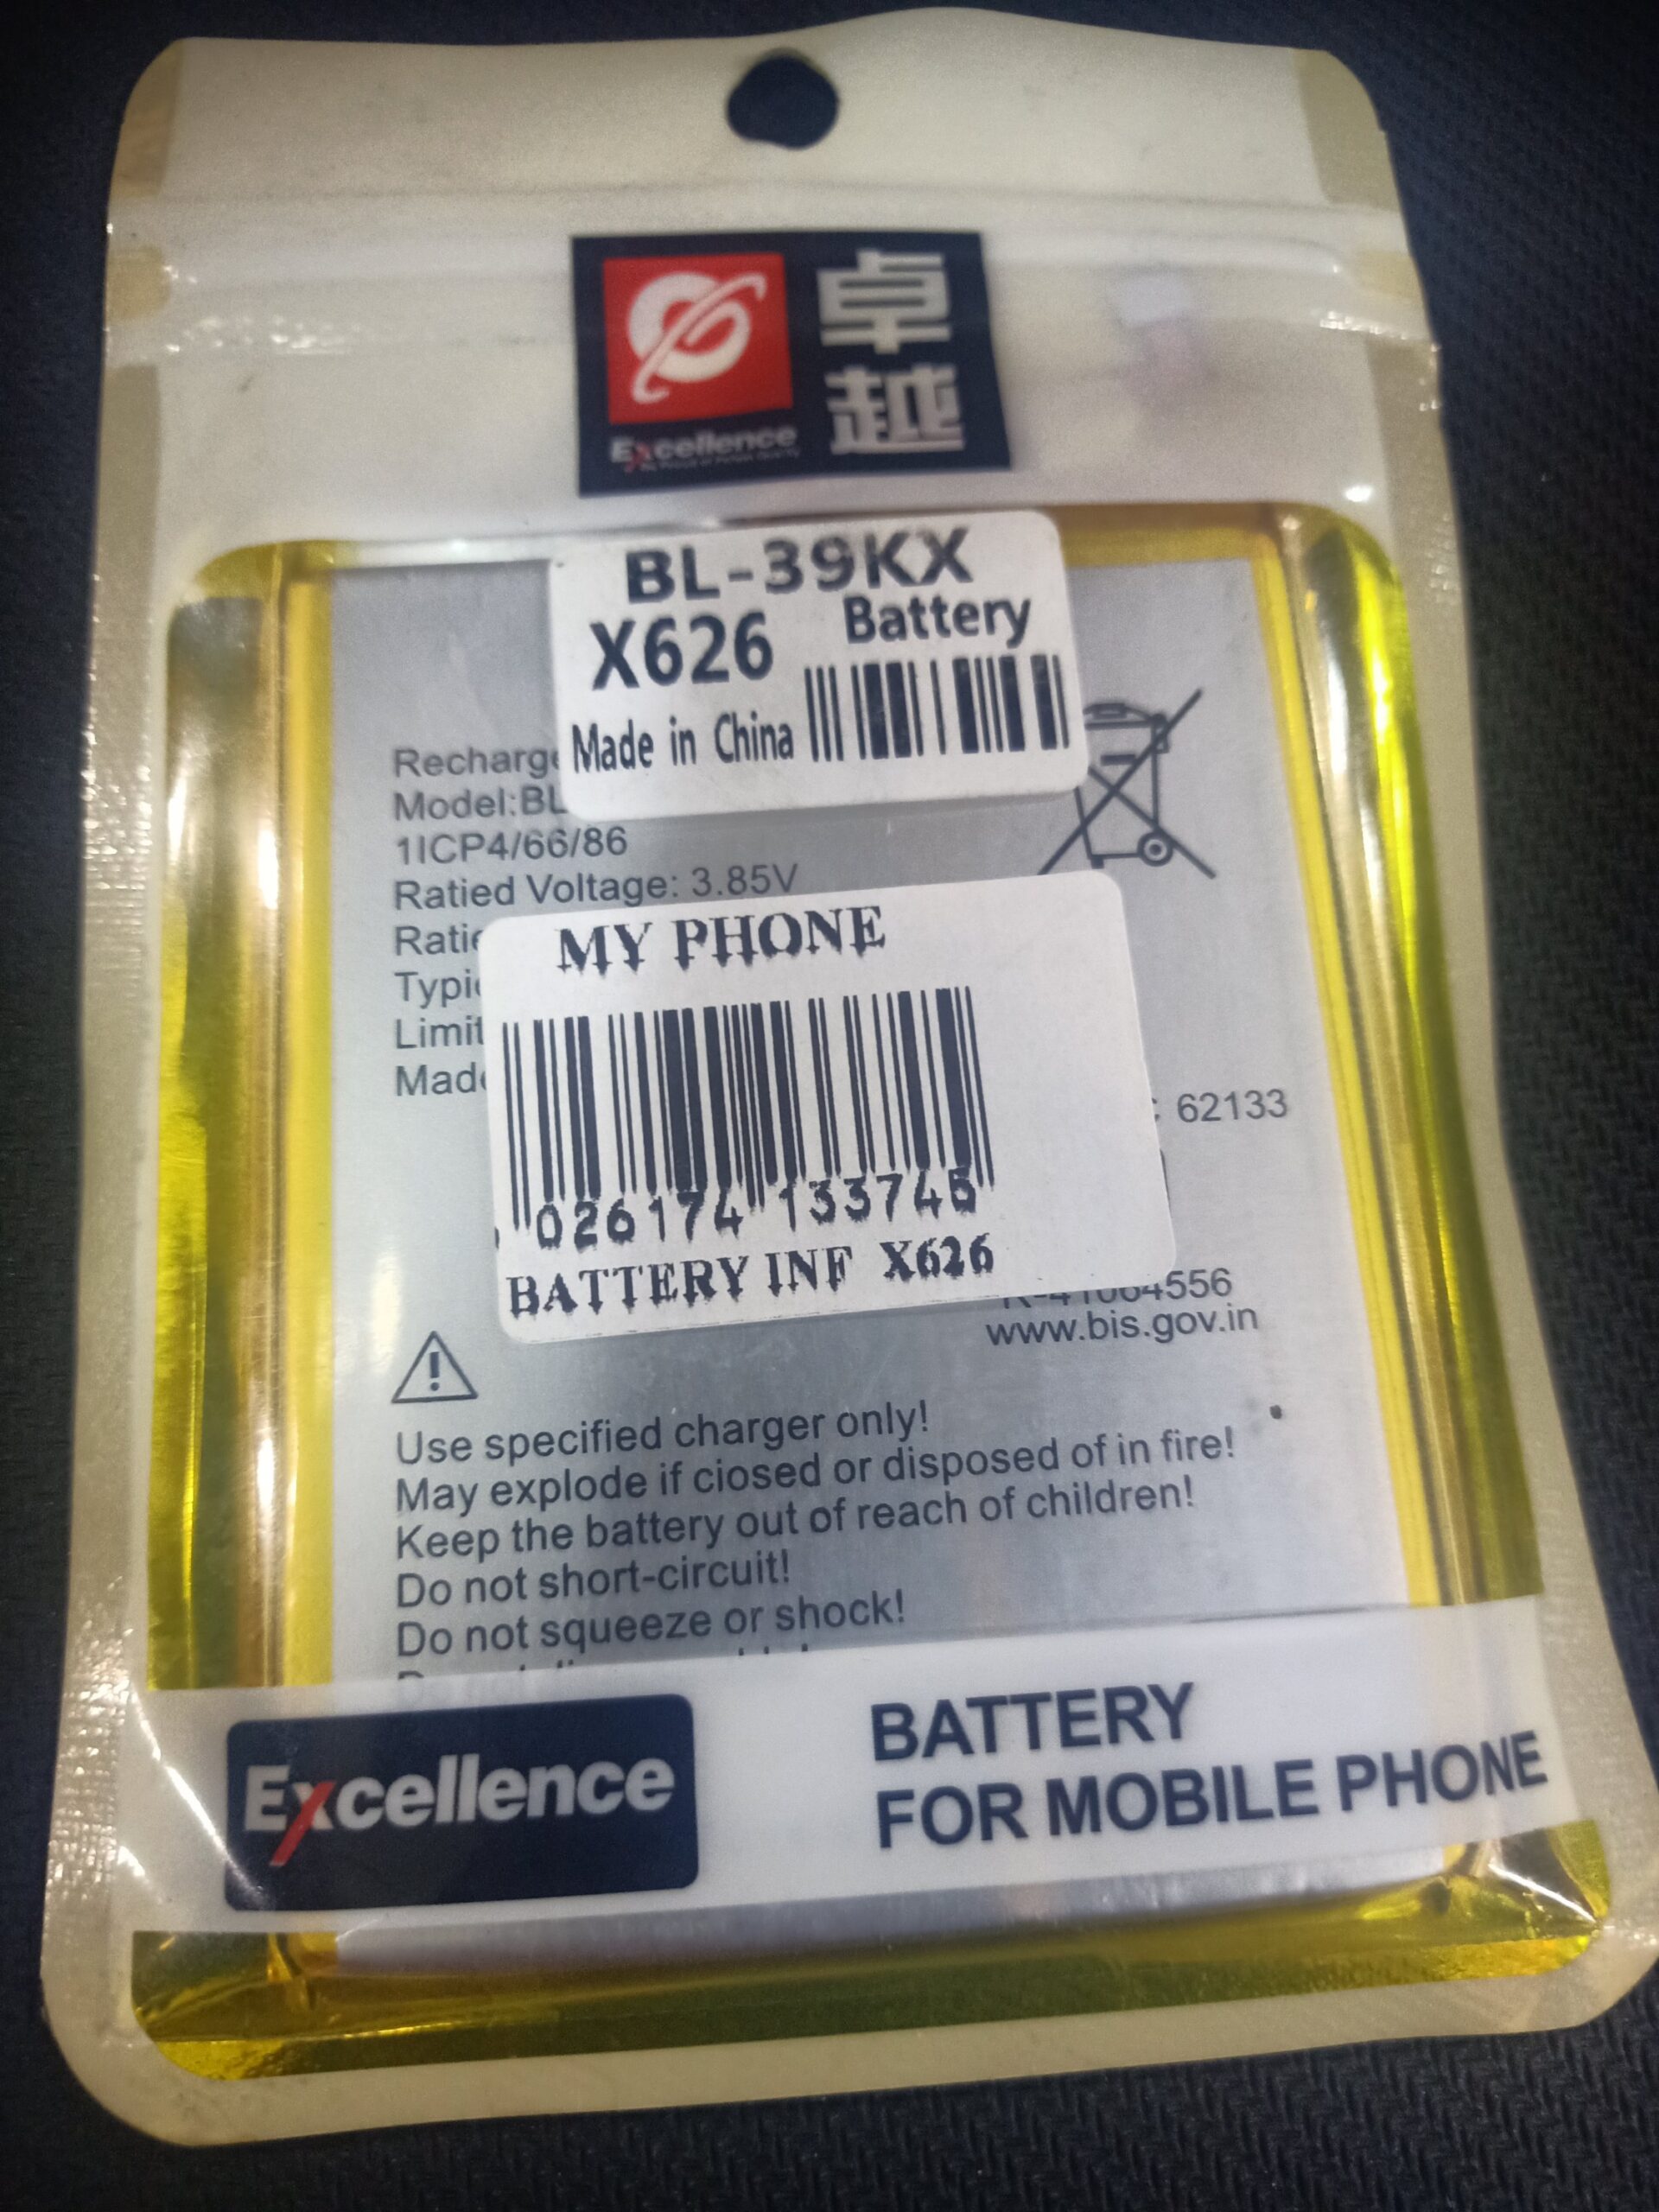 卓越
Excellence
BL-39KX
X626 Battery
Made in China
Recharge
Model:BL
1ICP4/66/86
Ratied Voltage: 3.85V
Ratie
Typi
Limit
Made
62133
MY PHONE
026174 133745
BATTERY INF X626
www.bis.gov.in
Use specified charger only!
May explode if ciosed or disposed of in fire!
Keep the battery out of reach of children!
Do not short-circuit!
Do not squeeze or shock!
Excellence
BATTERY
FOR MOBILE PHONE